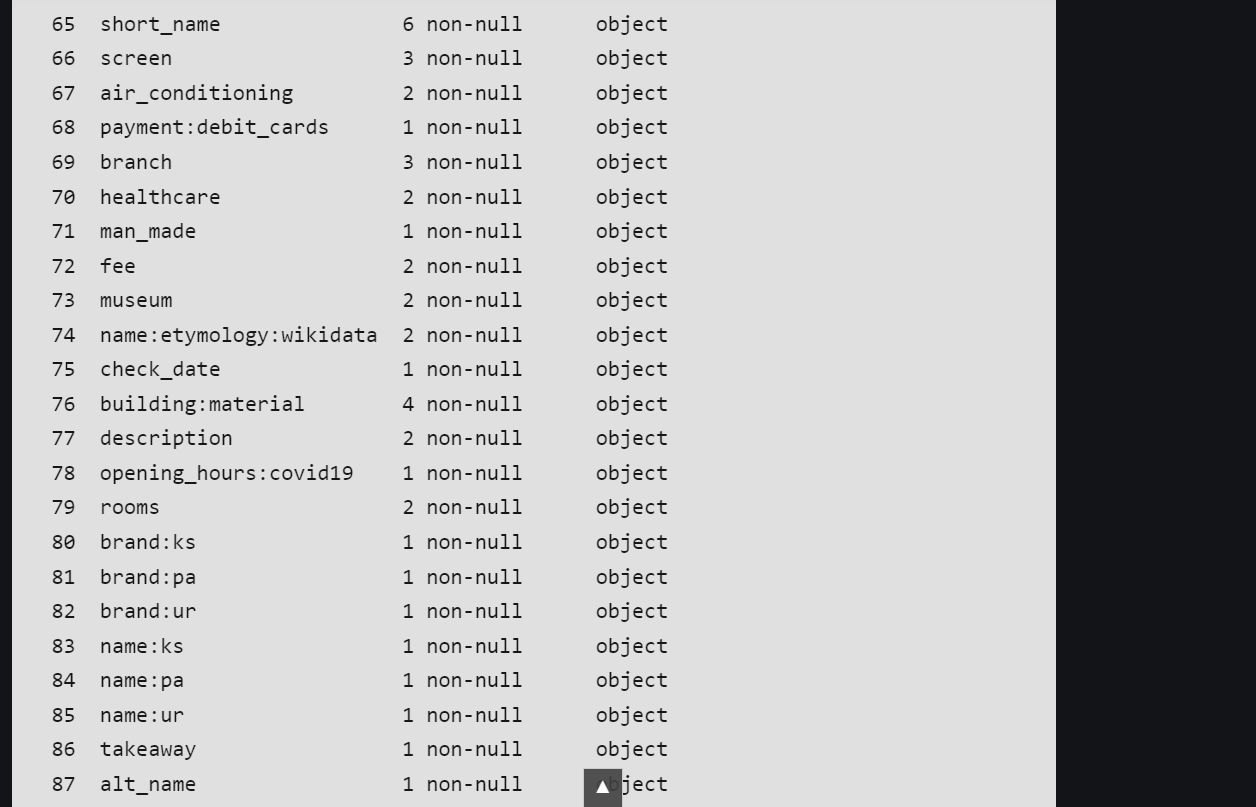 65 short_name 6 non-null object
66 screen 3 non-null object
67 air_conditioning 2 non-null object
68 payment:debit_cards 1 non-null object
69 branch 3 non-null object
70 healthcare 2 non-null object
71 man_made 1 non-null object
72 fee 2 non-null object
73 museum 2 non-null object
74 name:etymology:wikidata 2 non-null object
75 check_date 1 non-null object
76 building:material 4 non-null object
77 description 2 non-null object
78 opening_hours:covid19 1 non-null object
79 rooms 2 non-null object
80 brand:ks 1 non-null object
81 brand:pa 1 non-null object
82 brand:ur 1 non-null object
83 name:ks 1 non-null object
84 name:pa 1 non-null object
85 name:ur 1 non-null object
86 takeaway 1 non-null object
87 alt_name 1 non-null object